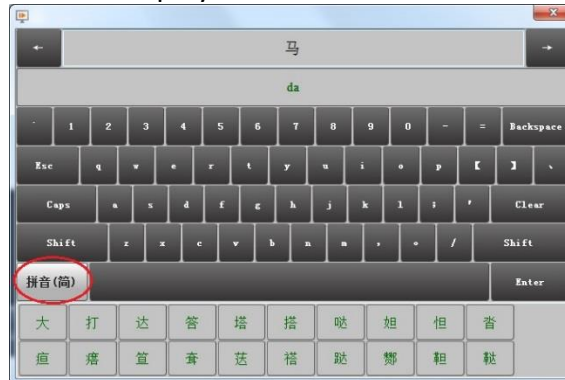 ← 马 →
da
` 1 2 3 4 5 6 7 8 9 0 - = Backspace
Esc q w e r t y u i o p 【 】 、
Caps a s d f g h j k l ; ' Clear
Shift z x c v b n m , . / Shift
拼音(简) Enter
大 打 达 答 塔 搭 哒 妲 怛 沓
疸 瘩 笪 耷 荙 褡 跶 靼 鞑